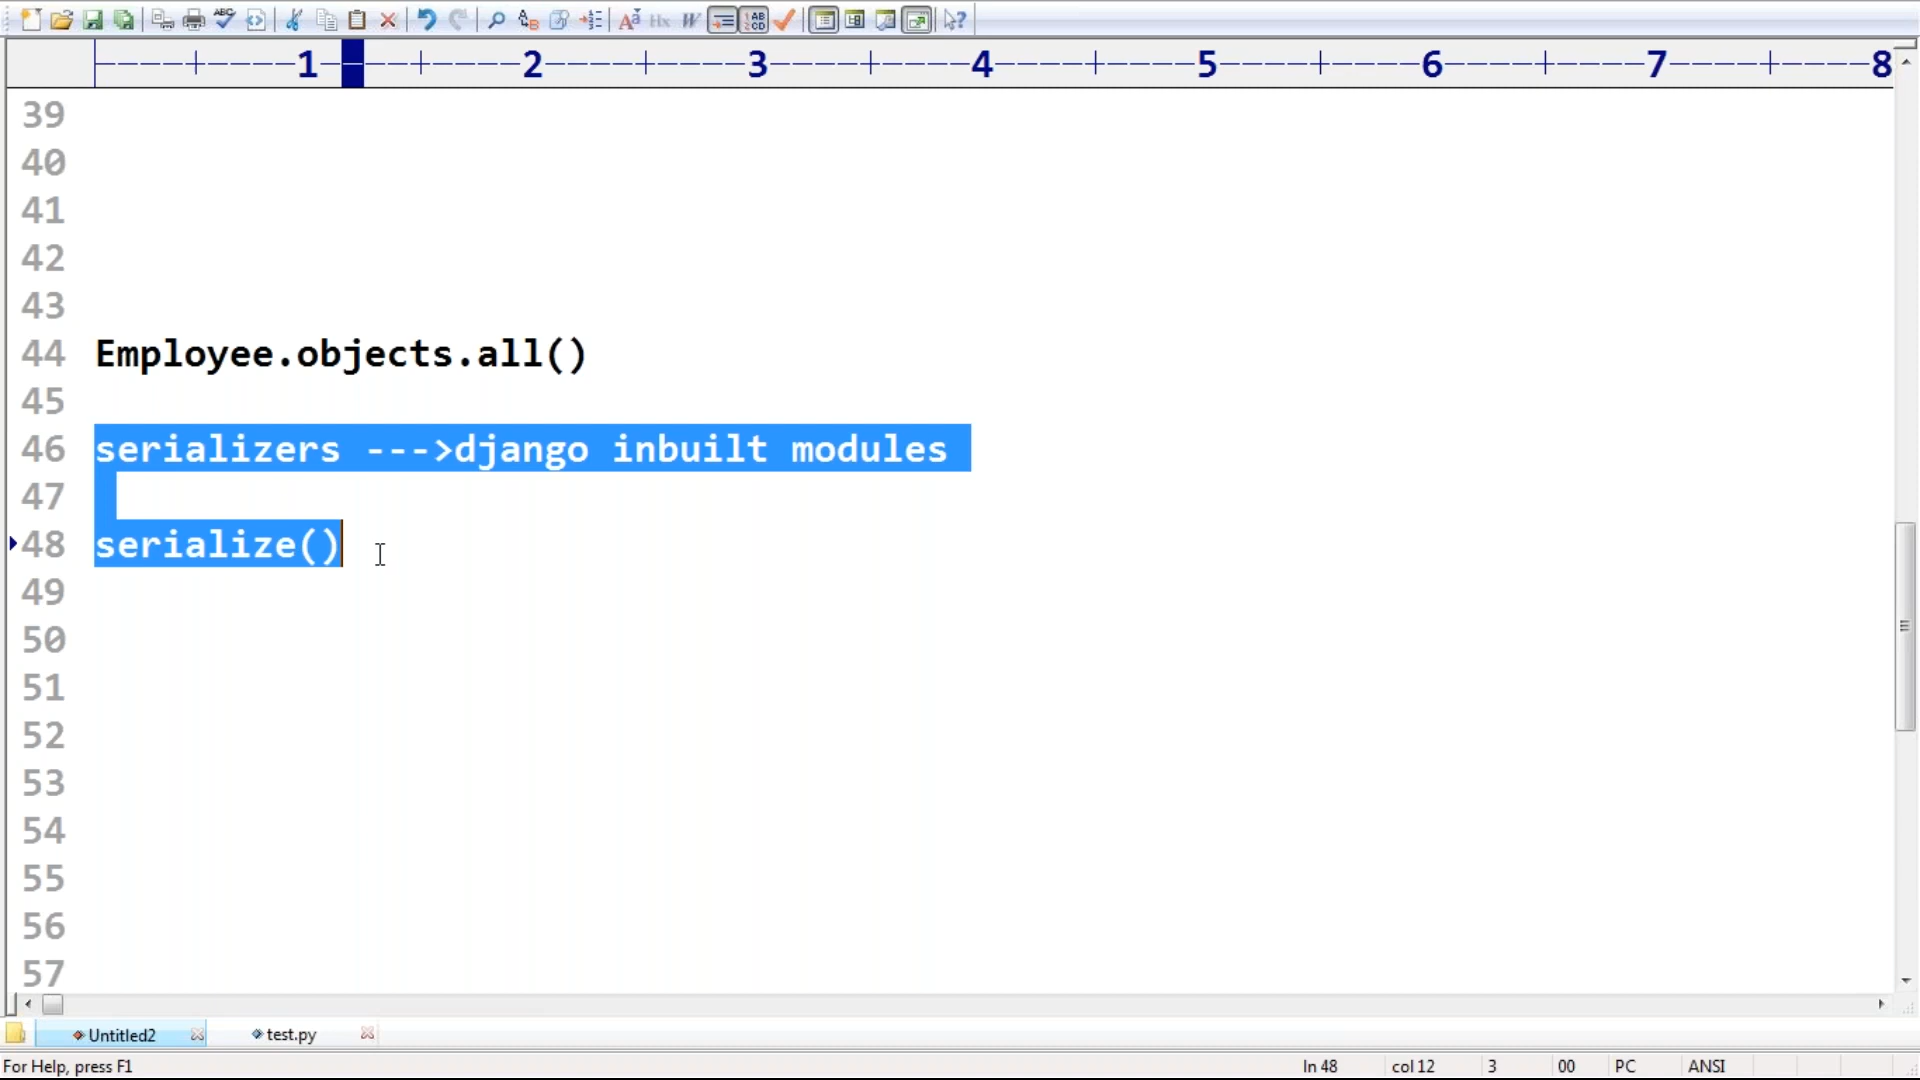 1 2 3 4 5 6 7 8
39
40
41
42
43
44 Employee.objects.all()
45
46 serializers --->django inbuilt modules
47
48 serialize()
49
50
51
52
53
54
55
56
57
Untitled2 test.py
For Help, press F1 ln 48 col 12 3 00 PC ANSI